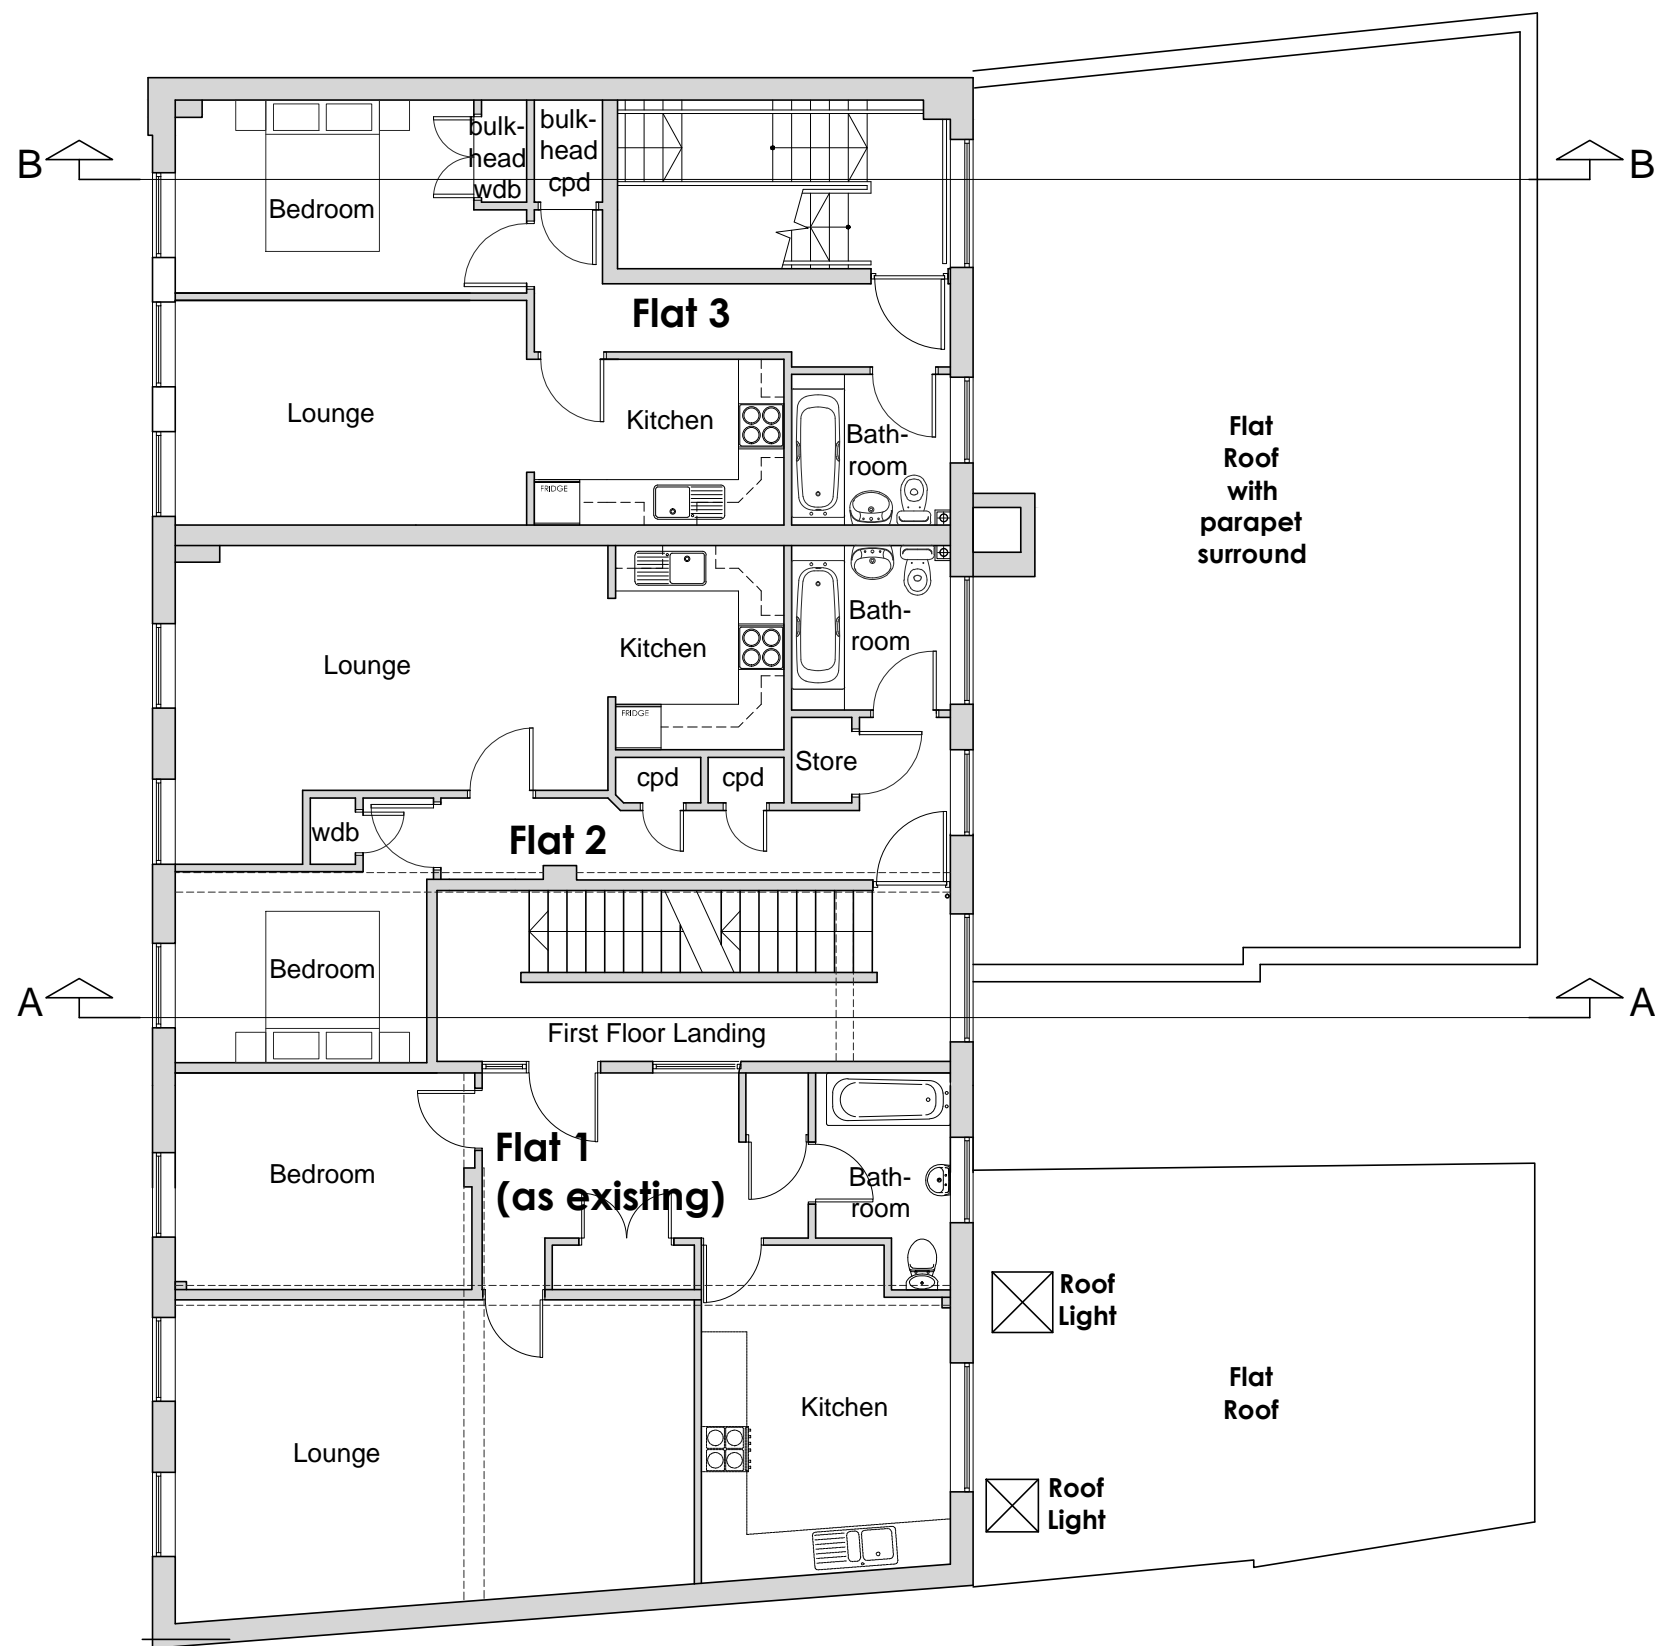 bulk-
head
wdb
bulk-
head
cpd
B
B
Bedroom
Flat 3
Lounge
Kitchen
Bath-
room
FRIDGE
Flat
Roof
with
parapet
surround
Lounge
Kitchen
Bath-
room
FRIDGE
Store
cpd
cpd
wdb
Flat 2
Bedroom
A
A
First Floor Landing
Bedroom
Flat 1
(as existing)
Bath-
room
Roof
Light
Kitchen
Flat
Roof
Lounge
Roof
Light